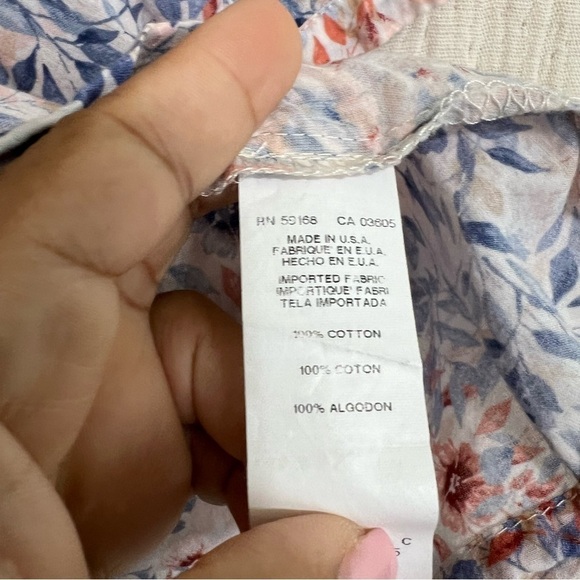 RN 59168 CA 03605
MADE IN U.S.A.
FABRIQUE' EN E.U.A.
HECHO EN E.U.A.
IMPORTED FABRIC
IMPORTIQUE' FABRI
TELA IMPORTADA
100% COTTON
100% COTON
100% ALGODON
C
5